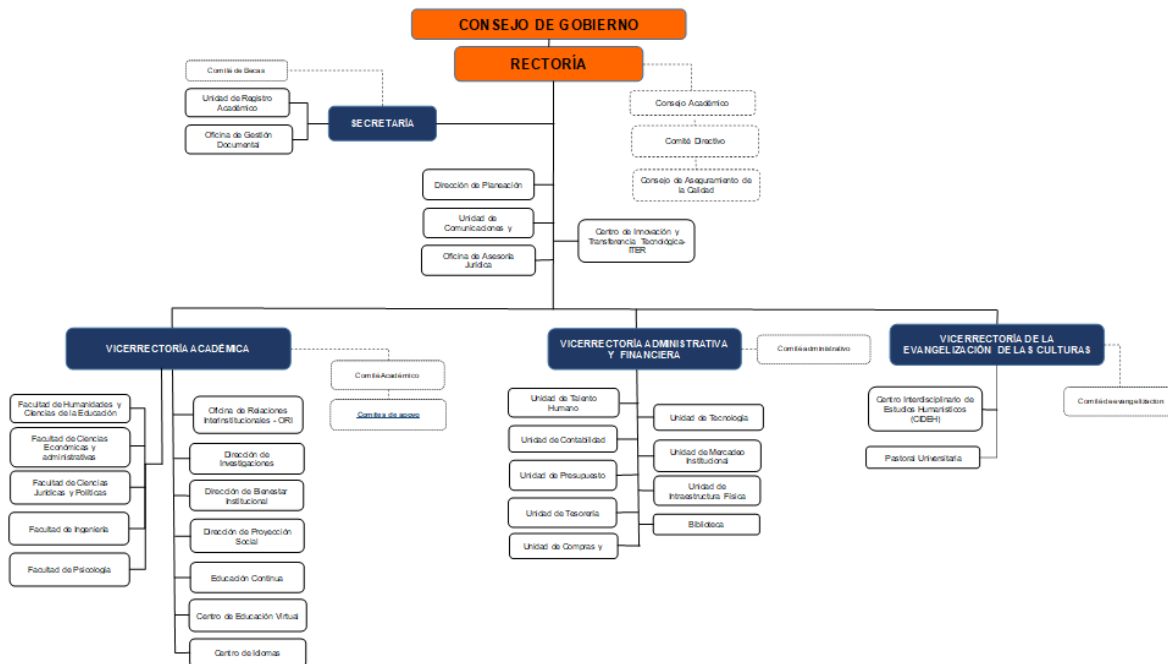 CONSEJO DE GOBIERNO
RECTORÍA
Comité de Becas
Unidad de Registro
Académico
SECRETARÍA
Oficina de Gestión
Documental
Consejo Académico
Comité Directivo
Consejo de Aseguramiento de
la Calidad
Dirección de Planeación
Unidad de
Comunicaciones y
Centro de Innovación y
Transferencia Tecnológica-
ITER
Oficina de Asesoría
Jurídica
VICERRECTORÍA ACADÉMICA
Comité Académico
Comites de apoyo
Facultad de Humanidades y
Ciencias de la Educación
Facultad de Ciencias
Económicas y
administrativas
Facultad de Ciencias
Jurídicas y Políticas
Facultad de Ingeniería
Facultad de Psicología
Oficina de Relaciones
Interinstitucionales - ORI
Dirección de
Investigaciones
Dirección de Bienestar
Institucional
Dirección de Proyección
Social
Educación Continua
Centro de Educación Virtual
Centro de Idiomas
VICERRECTORÍA ADMINISTRATIVA
Y FINANCIERA
Comité administrativo
Unidad de Talento
Humano
Unidad de Contabilidad
Unidad de Presupuesto
Unidad de Tesorería
Unidad de Compras y
Unidad de Tecnología
Unidad de Mercadeo
Institucional
Unidad de
Intraestructura Física
Biblioteca
VICERRECTORÍA DE LA
EVANGELIZACIÓN DE LAS CULTURAS
Comité de evangelización
Centro Interdisciplinario de
Estudios Humanísticos
(CIDEH)
Pastoral Universitaria